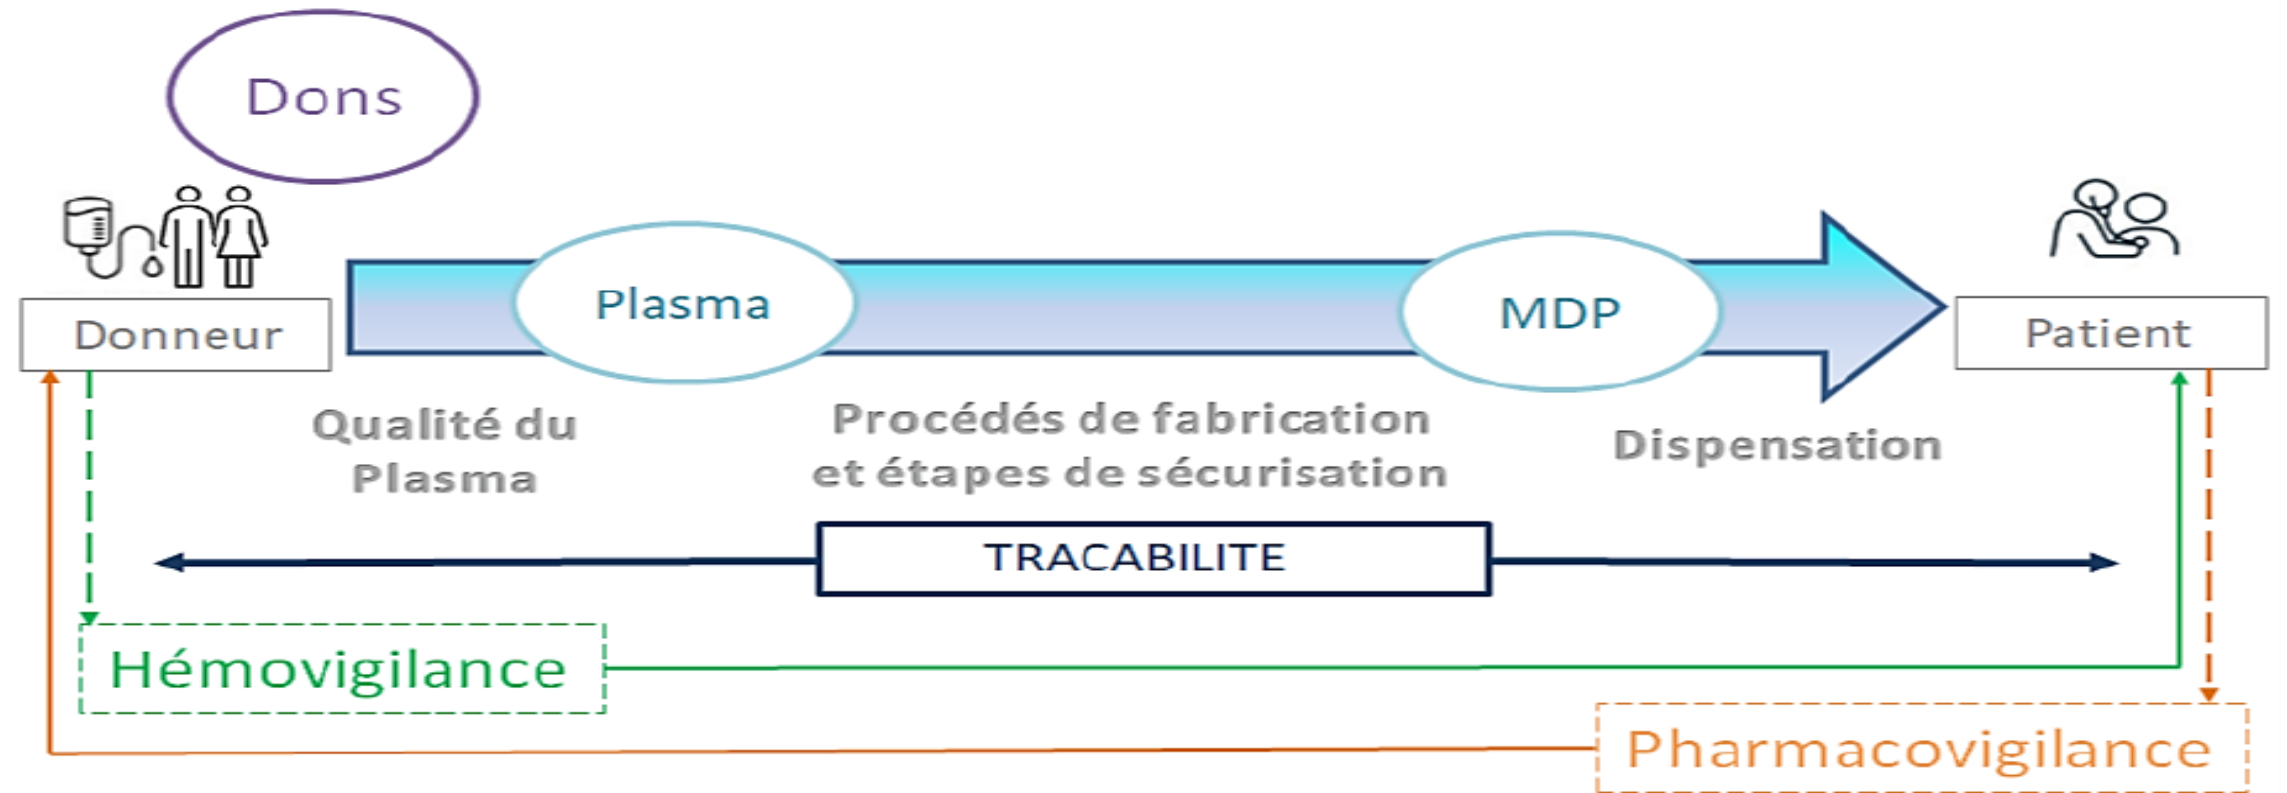 Dons
Donneur
Plasma
MDP
Patient
Qualité du
Plasma
Procédés de fabrication
et étapes de sécurisation
Dispensation
TRACABILITE
Hémovigilance
Pharmacovigilance